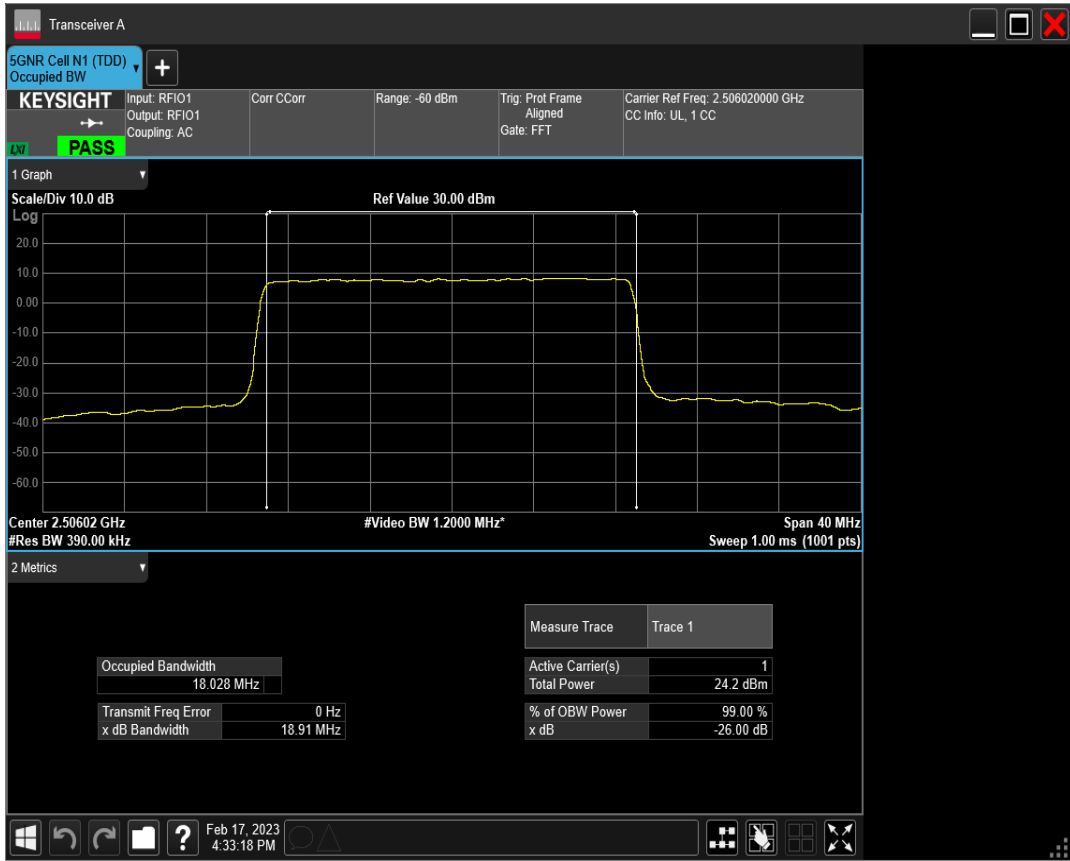 Transceiver A
5GNR Cell N1 (TDD)
Occupied BW
+
KEYSIGHT
LXI
PASS
Input: RFIO1
Output: RFIO1
Coupling: AC
Corr CCorr
Range: -60 dBm
Trig: Prot Frame
Aligned
Gate: FFT
Carrier Ref Freq: 2.506020000 GHz
CC Info: UL, 1 CC
1 Graph
Scale/Div 10.0 dB
Ref Value 30.00 dBm
Log
20.0
10.0
0.00
-10.0
-20.0
-30.0
-40.0
-50.0
-60.0
Center 2.50602 GHz
#Video BW 1.2000 MHz*
Span 40 MHz
#Res BW 390.00 kHz
Sweep 1.00 ms (1001 pts)
2 Metrics
Measure Trace
Trace 1
Occupied Bandwidth
18.028 MHz
Active Carrier(s)
1
Total Power
24.2 dBm
Transmit Freq Error
0 Hz
% of OBW Power
99.00 %
x dB Bandwidth
18.91 MHz
x dB
-26.00 dB
?
Feb 17, 2023
4:33:18 PM